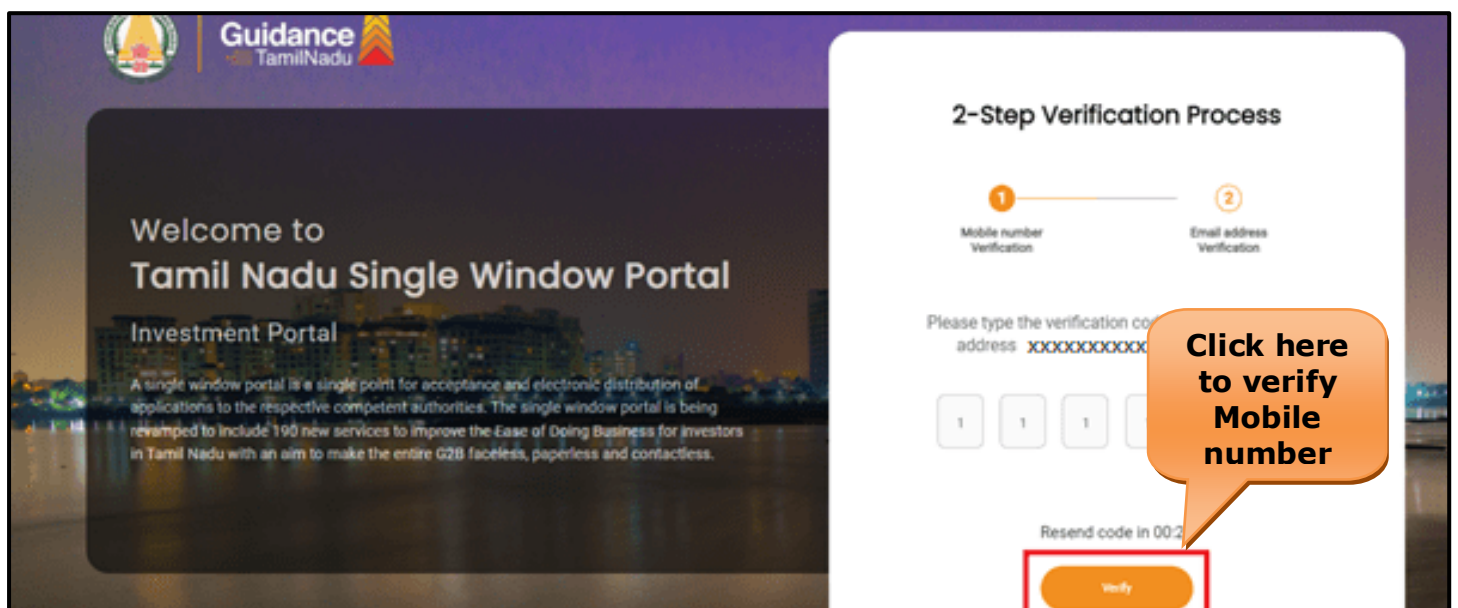 Guidance
TamilNadu
Welcome to
Tamil Nadu Single Window Portal
Investment Portal
A single window portal is a single point for acceptance and electronic distribution of
applications to the respective competent authorities. The single window portal is being
revamped to include 190 new services to improve the Ease of Doing Business for investors
in Tamil Nadu with an aim to make the entire G2B faceless, paperless and contactless.
2-Step Verification Process
1
2
Mobile number
Verification
Email address
Verification
Please type the verification
address xxxxxxxxxx
1 1 1
Resend code in 00:2
Verify
Click here
to verify
Mobile
number